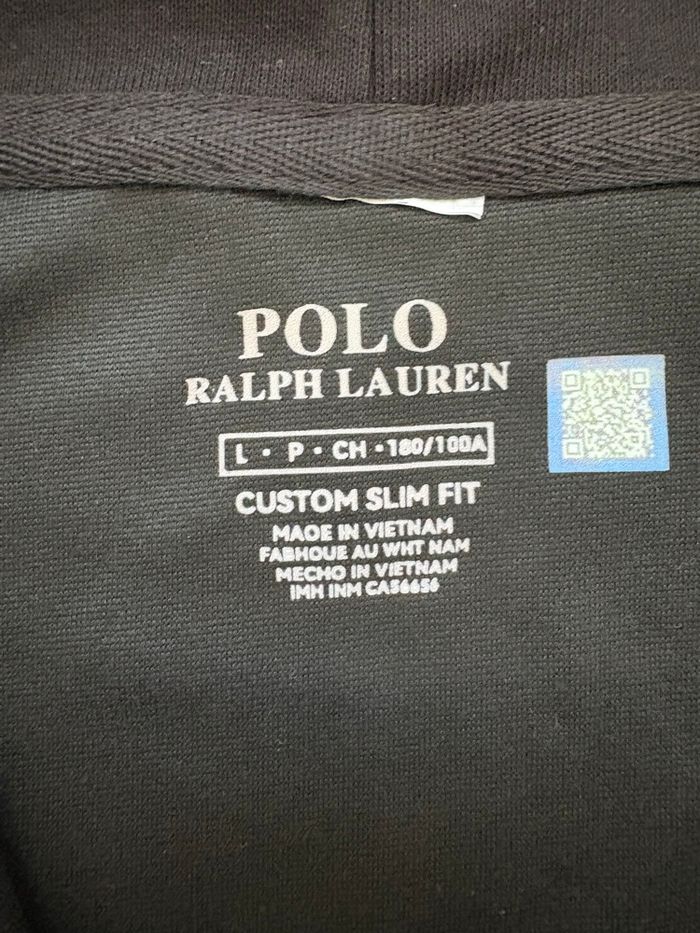 POLO
RALPH LAUREN
L • P • CH • 180/100A
CUSTOM SLIM FIT
MAOE IN VIETNAM
FABHOUE AU WHT NAM
MECHO IN VIETNAM
IMH INM CA56656